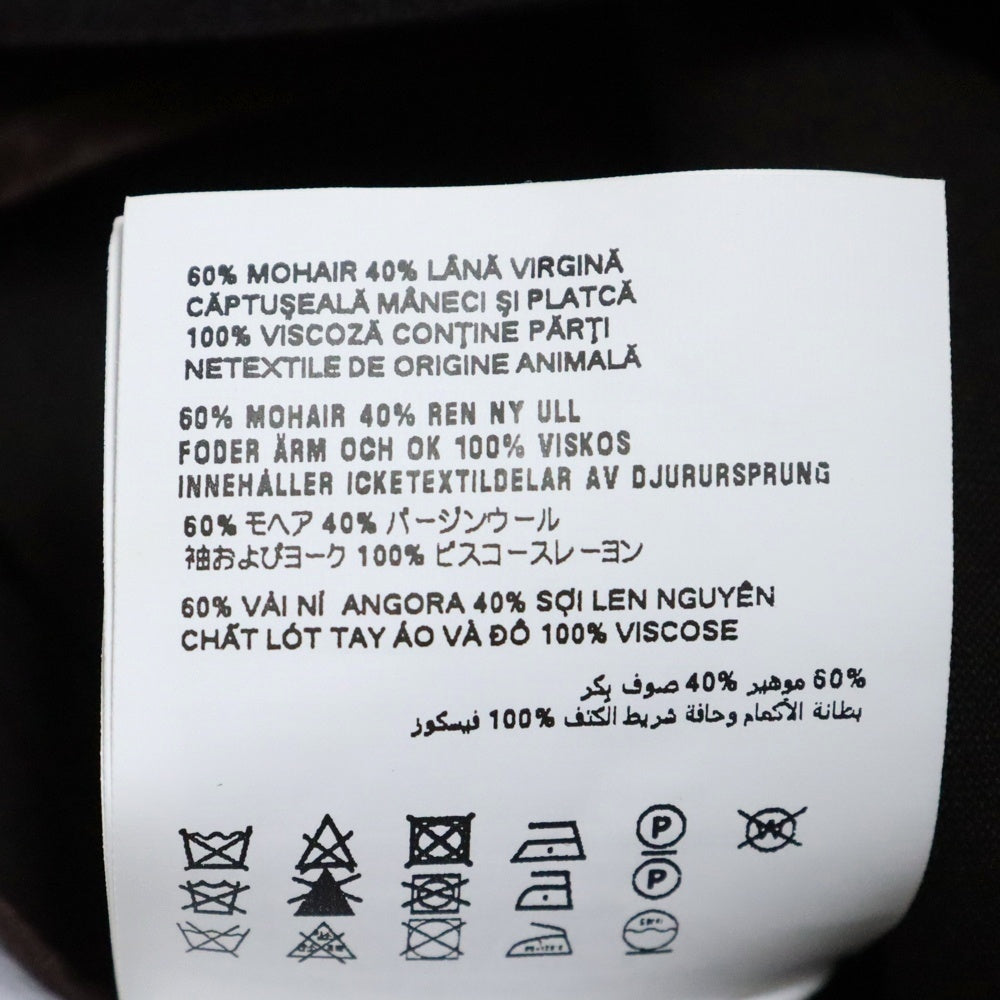 60% MOHAIR 40% LÂNĂ VIRGINĂ
CĂPTUŞEALĂ MÂNECI ŞI PLATCĂ
100% VISCOZĂ CONŢINE PĂRŢI
NETEXTILE DE ORIGINE ANIMALĂ
60% MOHAIR 40% REN NY ULL
FODER ÄRM OCH OK 100% VISKOS
INNEHÅLLER ICKETEXTILDELAR AV DJURURSPRUNG
60% モヘア 40% バージンウール
袖およびヨーク 100% ビスコースレーヨン
60% VẢI NỈ ANGORA 40% SỢI LEN NGUYÊN
CHẤT LÓT TAY ÁO VÀ ĐÔ 100% VISCOSE
60% موهير 40% صوف بِكر
بطانة الأكمام وحافة شريط الكتف 100% فيسكوز
P W
P